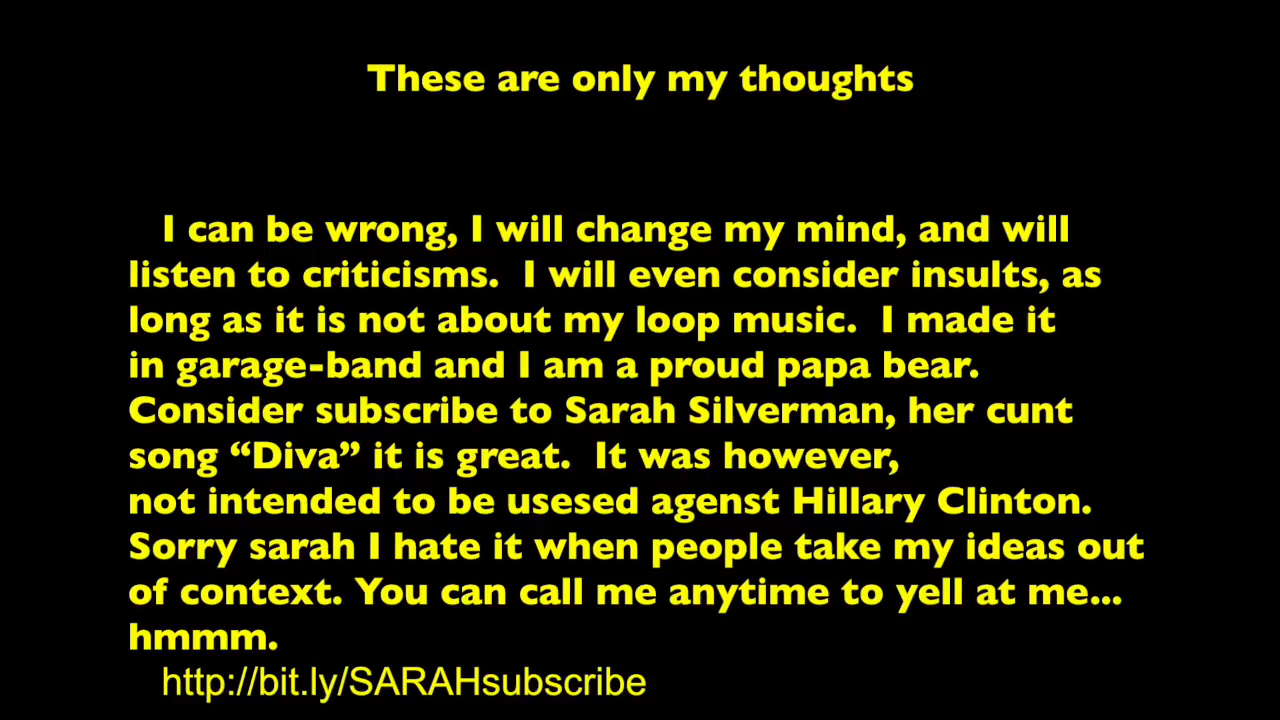 These are only my thoughts
I can be wrong, I will change my mind, and will
listen to criticisms.  I will even consider insults, as
long as it is not about my loop music.  I made it
in garage-band and I am a proud papa bear.
Consider subscribe to Sarah Silverman, her cunt
song “Diva” it is great.  It was however,
not intended to be usesed agenst Hillary Clinton.
Sorry sarah I hate it when people take my ideas out
of context. You can call me anytime to yell at me...
hmmm.
http://bit.ly/SARAHsubscribe